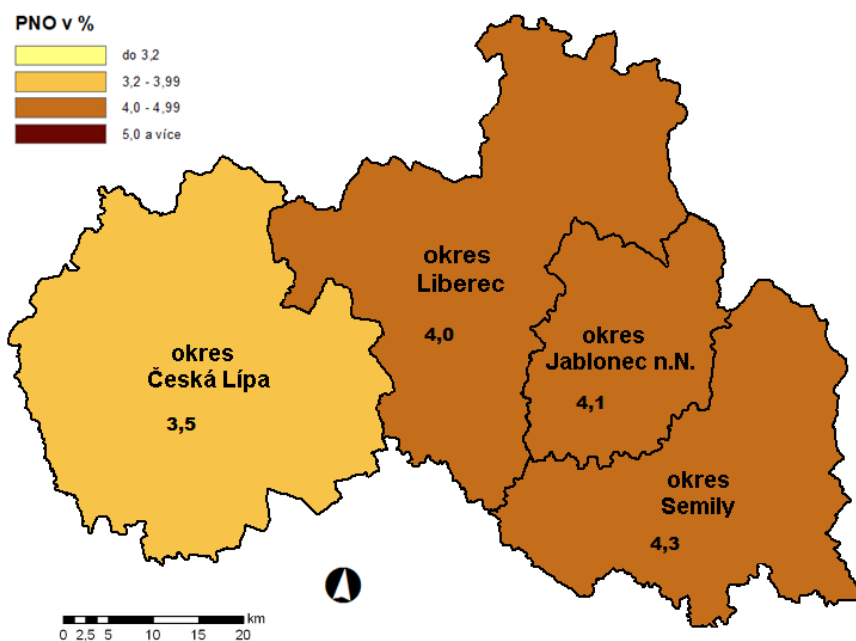 PNO v %
do 3,2
3,2 - 3,99
4,0 - 4,99
5,0 a více
okres
Liberec
4,0
okres
Jablonec n.N.
4,1
okres
Česká Lípa
3,5
okres
Semily
4,3
km
0 2,5 5 10 15 20